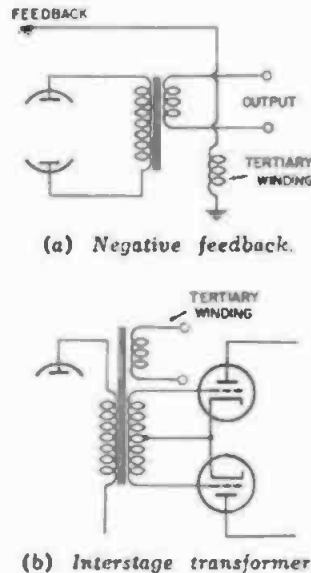 FEEDBACK
OUTPUT
TERTIARY
WINDING
(a) Negative feedback.
TERTIARY
WINDING
(b) Interstage transformer